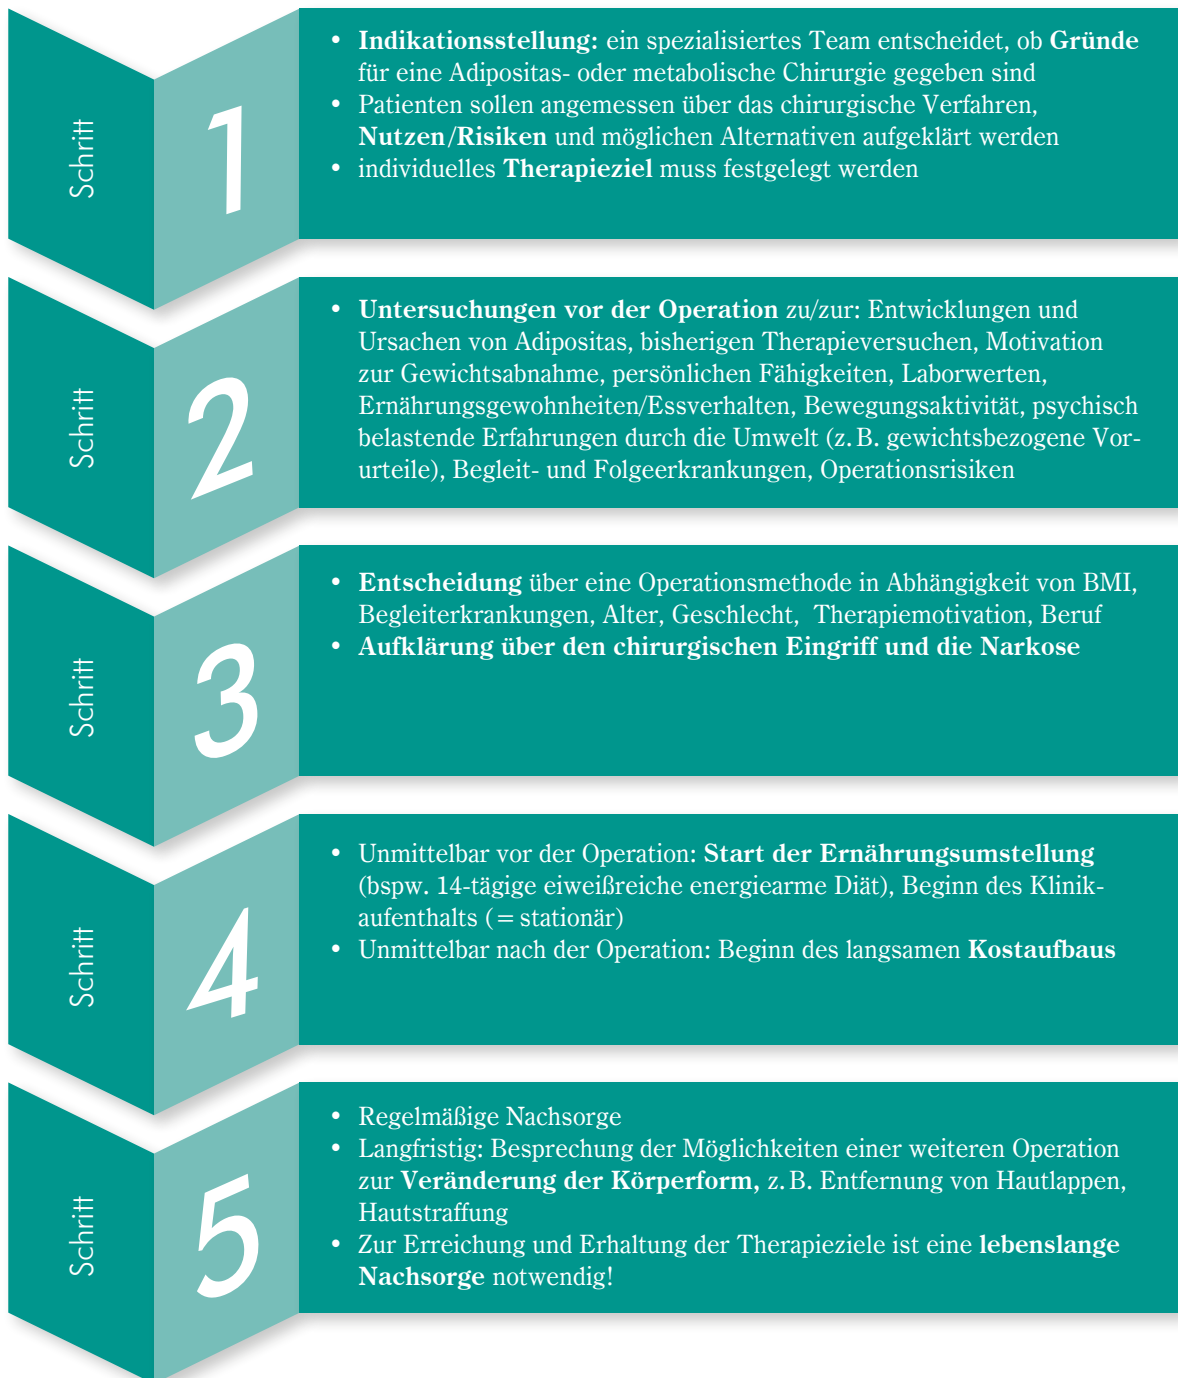 Schritt
1
• Indikationsstellung: ein spezialisiertes Team entscheidet, ob Gründe
für eine Adipositas- oder metabolische Chirurgie gegeben sind
• Patienten sollen angemessen über das chirurgische Verfahren,
Nutzen/Risiken und möglichen Alternativen aufgeklärt werden
• individuelles Therapieziel muss festgelegt werden
Schritt
2
• Untersuchungen vor der Operation zu/zur: Entwicklungen und
Ursachen von Adipositas, bisherigen Therapieversuchen, Motivation
zur Gewichtsabnahme, persönlichen Fähigkeiten, Laborwerten,
Ernährungsgewohnheiten/Essverhalten, Bewegungsaktivität, psychisch
belastende Erfahrungen durch die Umwelt (z. B. gewichtsbezogene Vor-
urteile), Begleit- und Folgeerkrankungen, Operationsrisiken
Schritt
3
• Entscheidung über eine Operationsmethode in Abhängigkeit von BMI,
Begleiterkrankungen, Alter, Geschlecht, Therapiemotivation, Beruf
• Aufklärung über den chirurgischen Eingriff und die Narkose
Schritt
4
• Unmittelbar vor der Operation: Start der Ernährungsumstellung
(bspw. 14-tägige eiweißreiche energiearme Diät), Beginn des Klinik-
aufenthalts (= stationär)
• Unmittelbar nach der Operation: Beginn des langsamen Kostaufbaus
Schritt
5
• Regelmäßige Nachsorge
• Langfristig: Besprechung der Möglichkeiten einer weiteren Operation
zur Veränderung der Körperform, z. B. Entfernung von Hautlappen,
Hautstraffung
• Zur Erreichung und Erhaltung der Therapieziele ist eine lebenslange
Nachsorge notwendig!